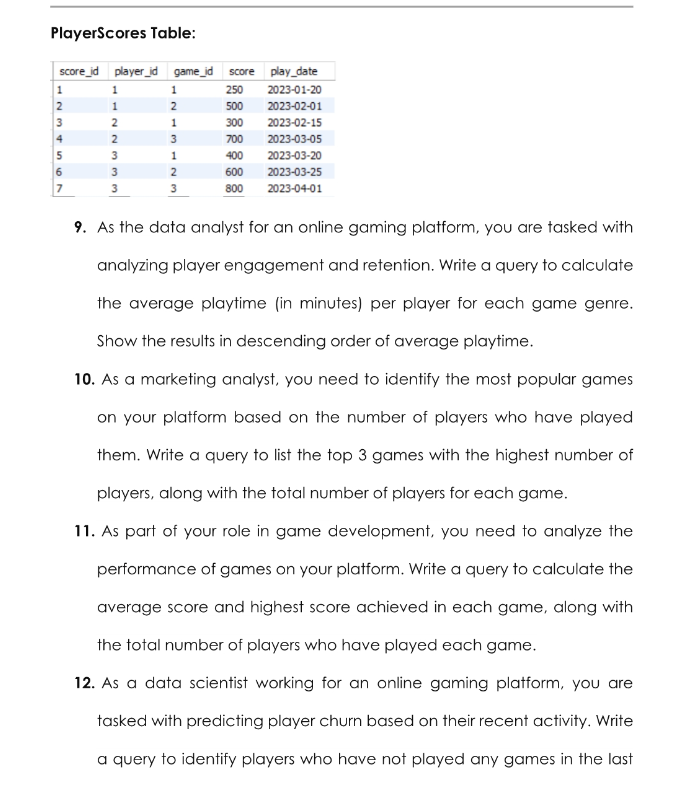 PlayerScores Table:
score_id player_id game_id score play_date
1 1 1 250 2023-01-20
2 1 2 500 2023-02-01
3 2 1 300 2023-02-15
4 2 3 700 2023-03-05
5 3 1 400 2023-03-20
6 3 2 600 2023-03-25
7 3 3 800 2023-04-01
9. As the data analyst for an online gaming platform, you are tasked with
analyzing player engagement and retention. Write a query to calculate
the average playtime (in minutes) per player for each game genre.
Show the results in descending order of average playtime.
10. As a marketing analyst, you need to identify the most popular games
on your platform based on the number of players who have played
them. Write a query to list the top 3 games with the highest number of
players, along with the total number of players for each game.
11. As part of your role in game development, you need to analyze the
performance of games on your platform. Write a query to calculate the
average score and highest score achieved in each game, along with
the total number of players who have played each game.
12. As a data scientist working for an online gaming platform, you are
tasked with predicting player churn based on their recent activity. Write
a query to identify players who have not played any games in the last